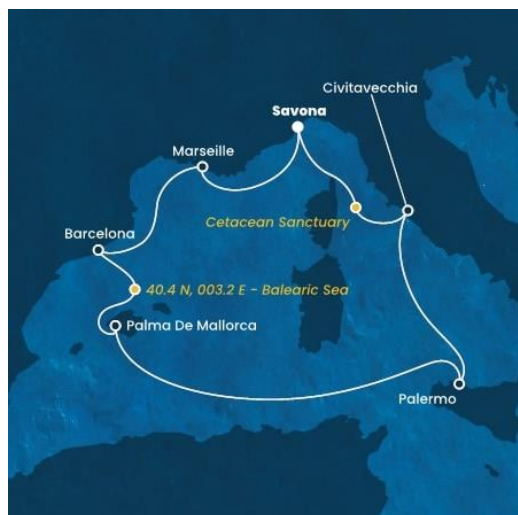 Civitavecchia
Savona
Marseille
Cetacean Sanctuary
Barcelona
40.4 N, 003.2 E - Balearic Sea
Palma De Mallorca
Palermo